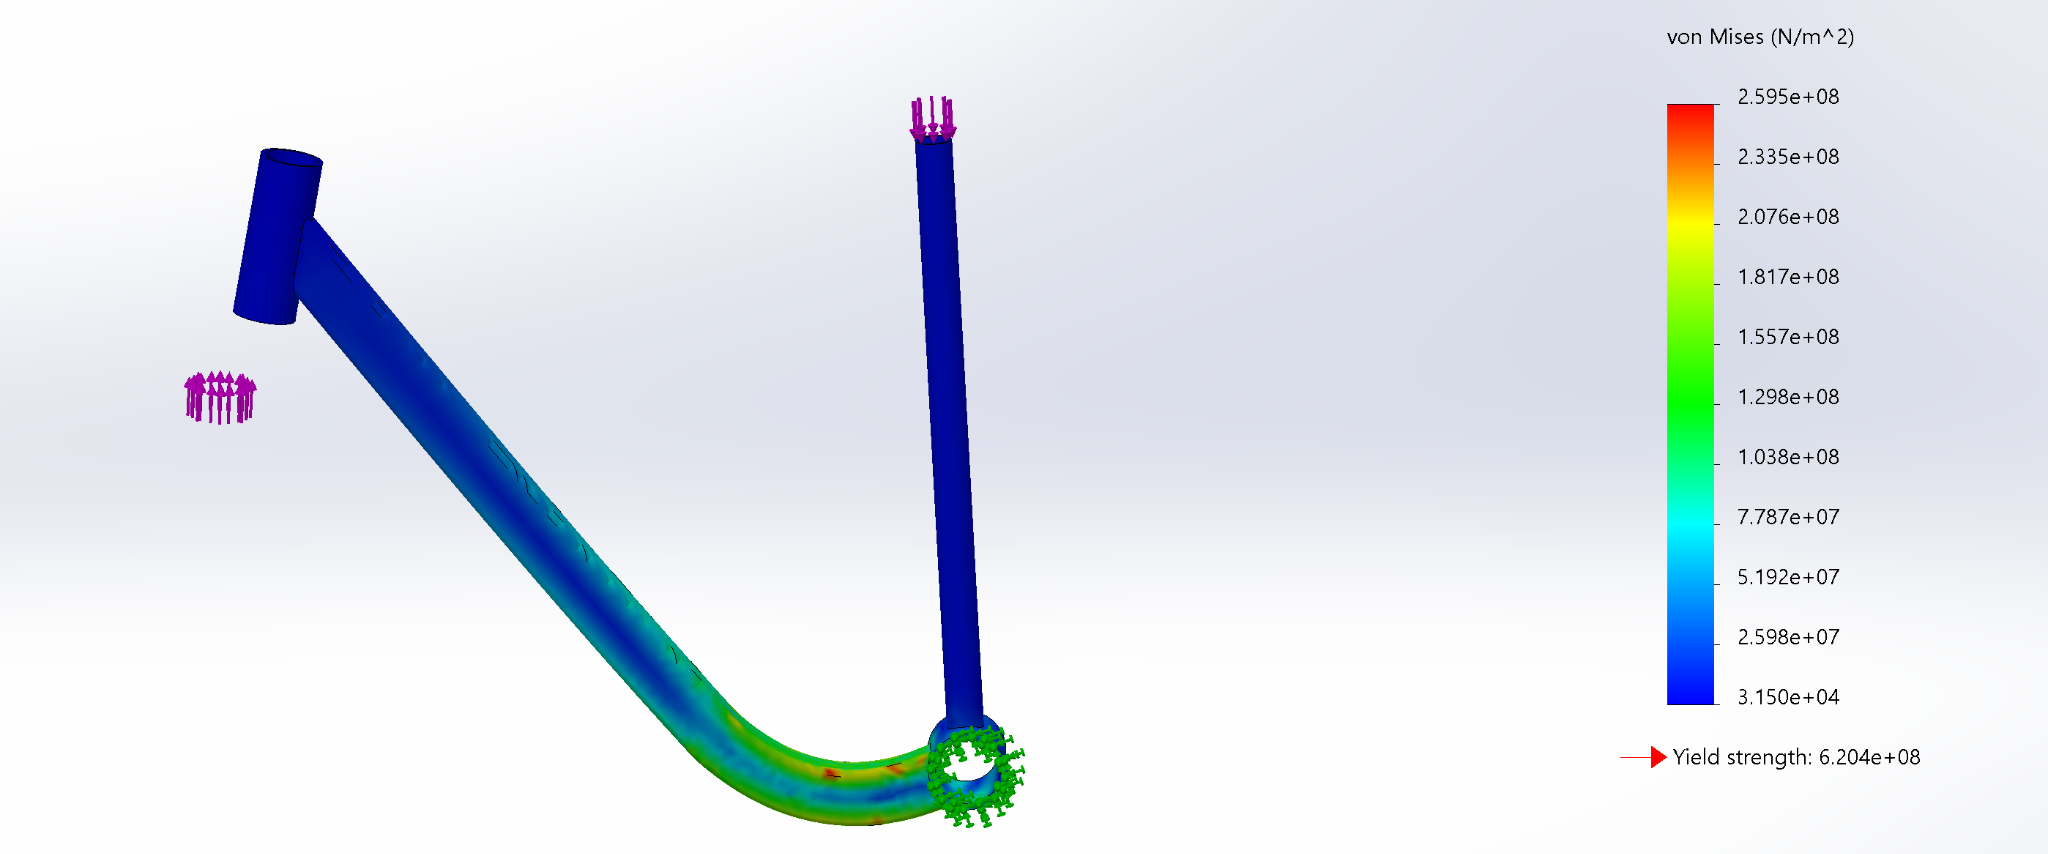 von Mises (N/m^2)
2.595e+08
2.335e+08
2.076e+08
1.817e+08
1.557e+08
1.298e+08
1.038e+08
7.787e+07
5.192e+07
2.598e+07
3.150e+04
Yield strength: 6.204e+08